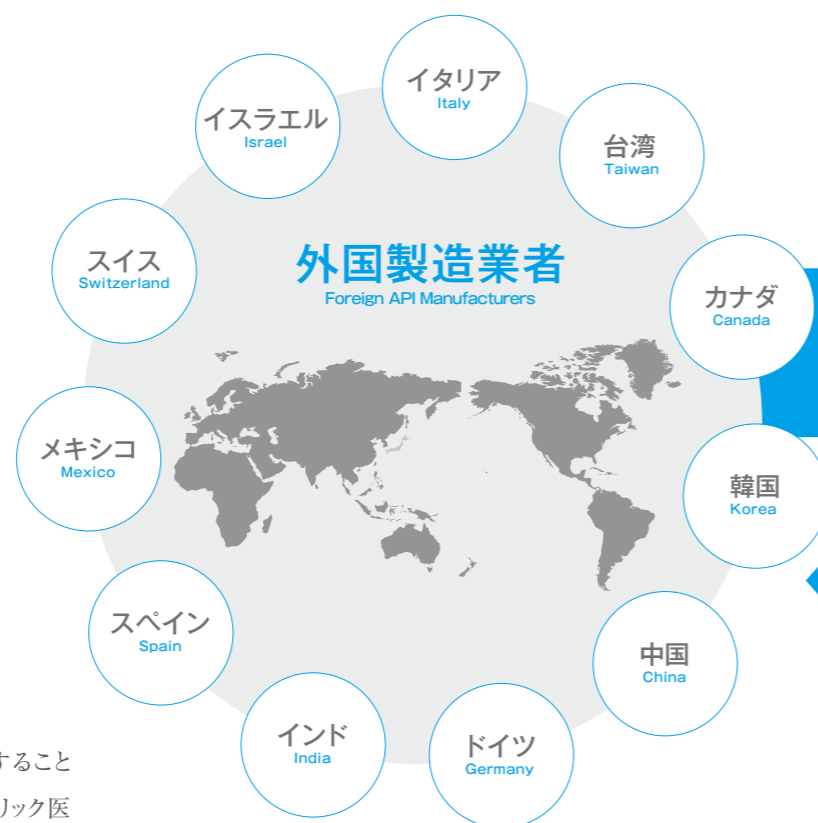 イタリア
Italy
イスラエル
Israel
台湾
Taiwan
スイス
Switzerland
外国製造業者
Foreign API Manufacturers
カナダ
Canada
メキシコ
Mexico
韓国
Korea
スペイン
Spain
中国
China
インド
India
ドイツ
Germany
すること
リック医